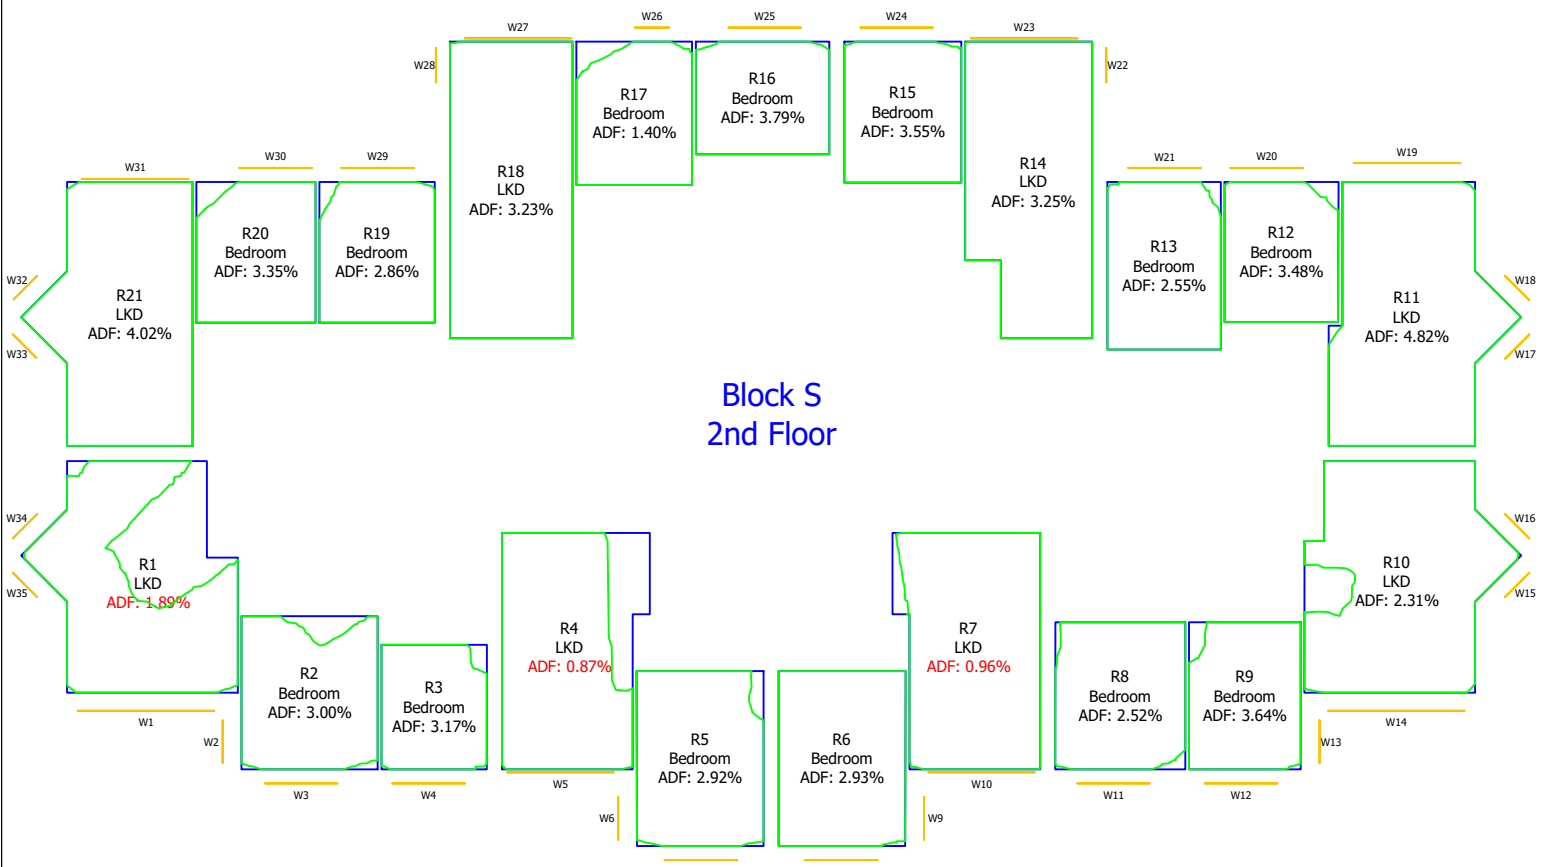 W27
W26
W25
W24
W23
W28
W22
R17
Bedroom
ADF: 1.40%
R16
Bedroom
ADF: 3.79%
R15
Bedroom
ADF: 3.55%
R18
LKD
ADF: 3.23%
R14
LKD
ADF: 3.25%
W31
W30
W29
W21
W20
W19
R20
Bedroom
ADF: 3.35%
R19
Bedroom
ADF: 2.86%
R13
Bedroom
ADF: 2.55%
R12
Bedroom
ADF: 3.48%
W32
W33
R21
LKD
ADF: 4.02%
R11
LKD
ADF: 4.82%
W18
W17
Block S
2nd Floor
W34
W35
R1
LKD
ADF: 1.89%
R10
LKD
ADF: 2.31%
W16
W15
R4
LKD
ADF: 0.87%
R7
LKD
ADF: 0.96%
R2
Bedroom
ADF: 3.00%
R3
Bedroom
ADF: 3.17%
R8
Bedroom
ADF: 2.52%
R9
Bedroom
ADF: 3.64%
W1
W2
W14
W13
R5
Bedroom
ADF: 2.92%
R6
Bedroom
ADF: 2.93%
W3
W4
W5
W10
W11
W12
W6
W9